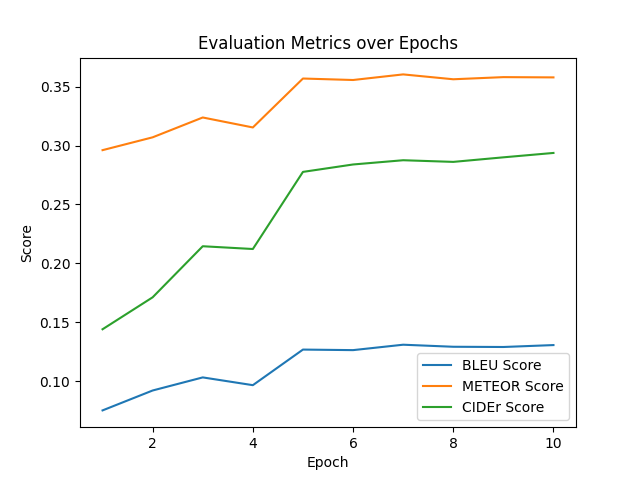 Evaluation Metrics over Epochs
0.35
0.30
0.25
0.20
0.15
0.10
Score
BLEU Score
METEOR Score
CIDEr Score
2 4 6 8 10
Epoch